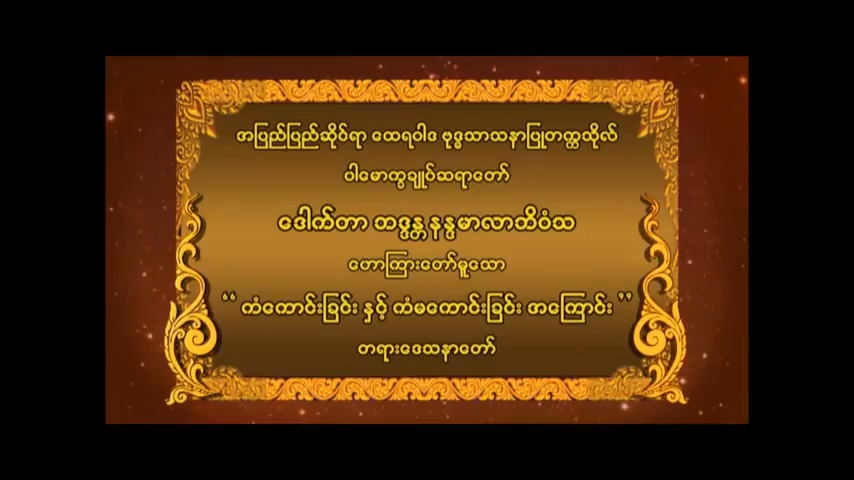 အပြည်ပြည်ဆိုင်ရာ ထေရဝါဒ ဗုဒ္ဓသာသနာပြုတက္ကသိုလ်
ပါမောက္ခချုပ်ဆရာတော်
ဒေါက်တာ ဘဒ္ဒန္တနန္ဒမာလာဘိဝံသ
ဟောကြားတော်မူသော
“ ကံကောင်းခြင်း နှင့် ကံမကောင်းခြင်း အကြောင်း ”
တရားဒေသနာတော်